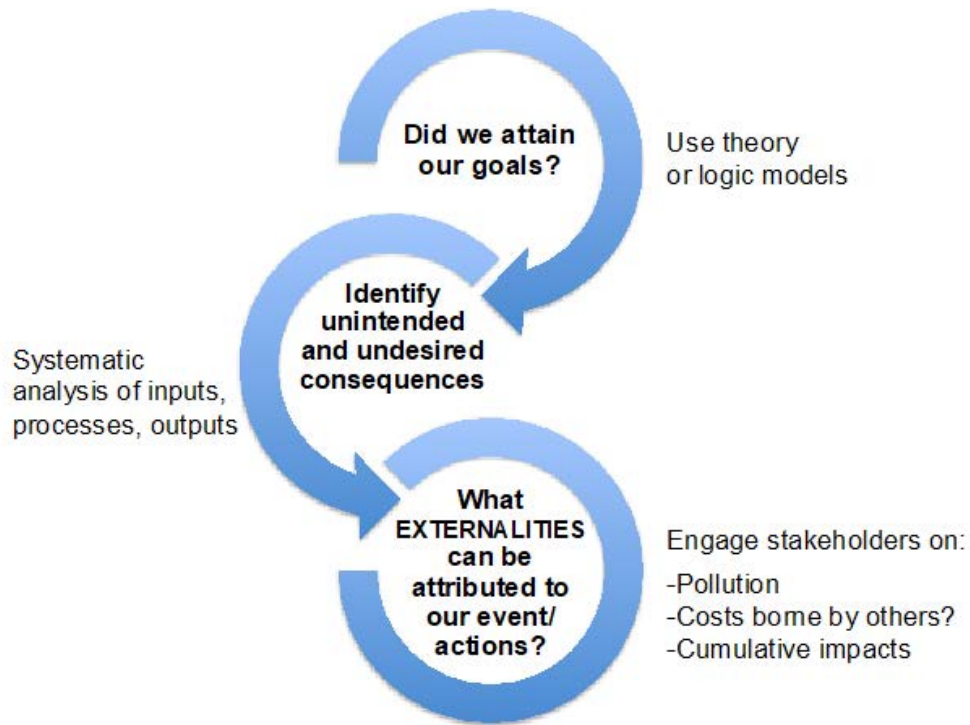 Did we attain
our goals?
Use theory
or logic models
Identify
unintended
and undesired
consequences
Systematic
analysis of inputs,
processes, outputs
What
EXTERNALITIES
can be
attributed to
our event/
actions?
Engage stakeholders on:
-Pollution
-Costs borne by others?
-Cumulative impacts